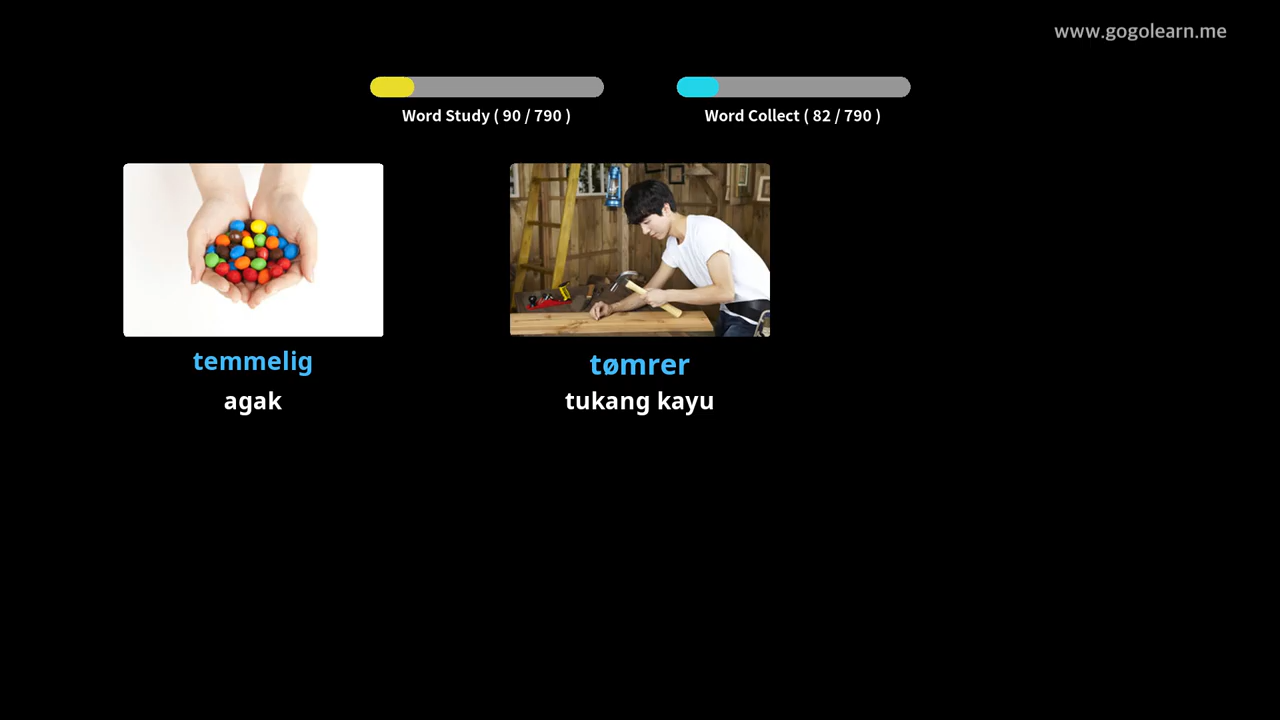 www.gogolearn.me
Word Study ( 90 / 790 )
Word Collect ( 82 / 790 )
temmelig
agak
tømrer
tukang kayu